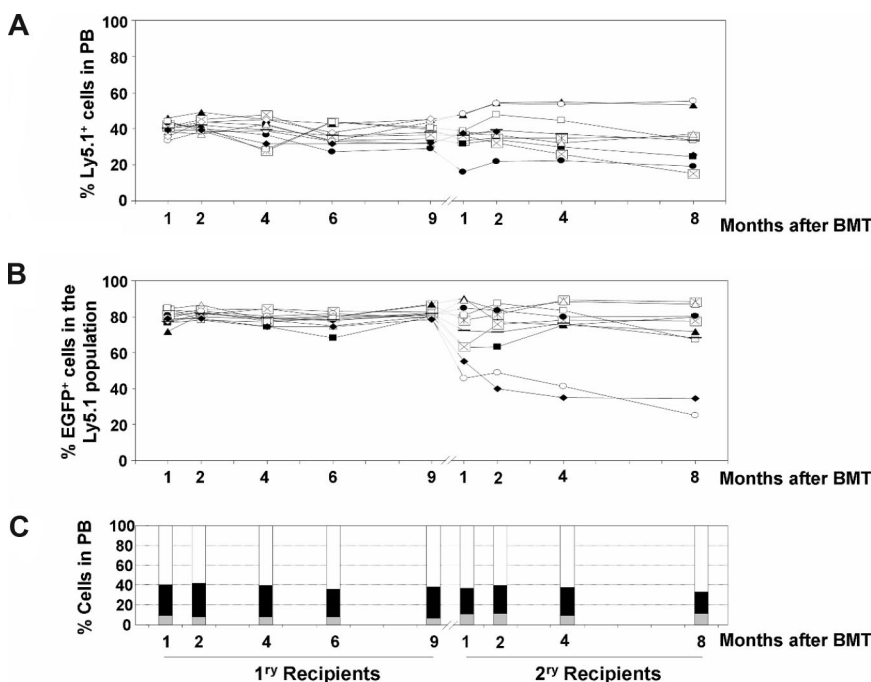 A
% Ly5.1+ cells in PB
100
80
60
40
20
0
1 2 4 6 9 1 2 4 8 Months after BMT
B
% EGFP+ cells in the
Ly5.1 population
100
80
60
40
20
0
1 2 4 6 9 1 2 4 8 Months after BMT
C
% Cells in PB
100
80
60
40
20
0
1 2 4 6 9 1 2 4 8 Months after BMT
1ry Recipients 2ry Recipients